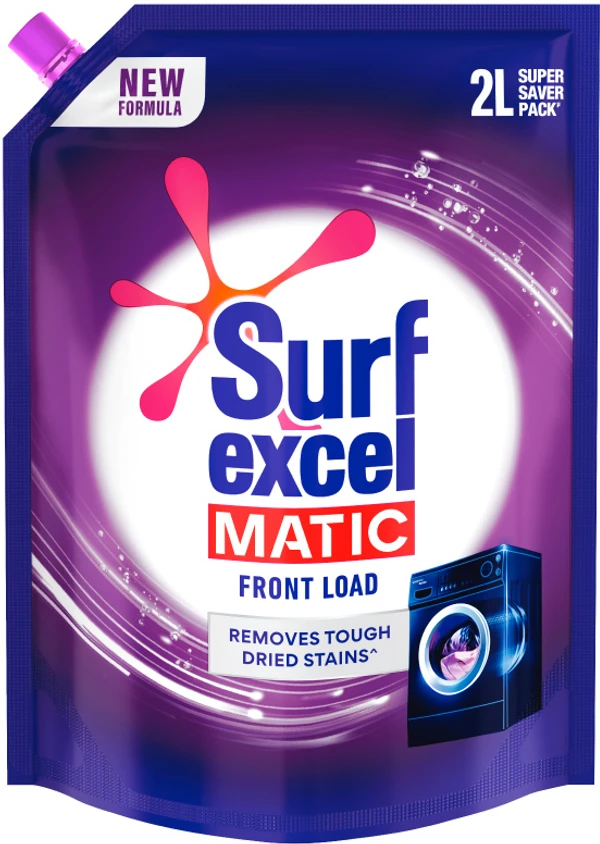 NEW
FORMULA
2L SUPER
SAVER
PACK*
Surf
excel
MATIC
FRONT LOAD
REMOVES TOUGH
DRIED STAINS^